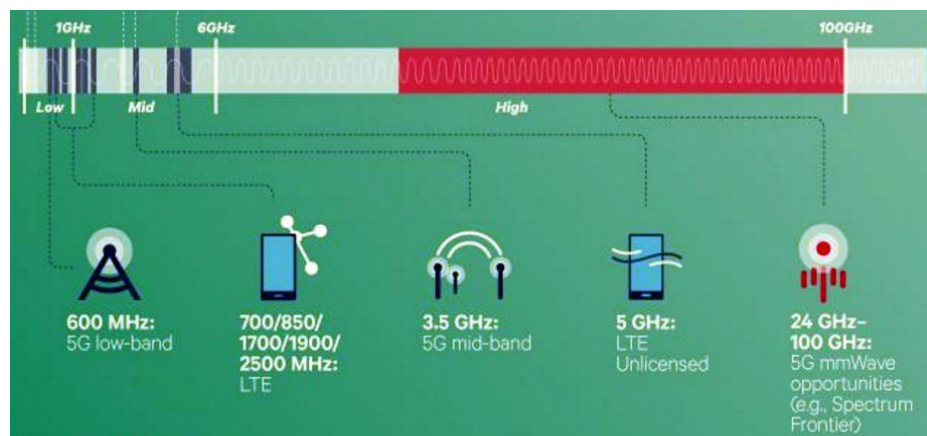 1GHz
6GHz
100GHz
Low
Mid
High
600 MHz:
5G low-band
700/850/
1700/1900/
2500 MHz:
LTE
3.5 GHz:
5G mid-band
5 GHz:
LTE
Unlicensed
24 GHz–
100 GHz:
5G mmWave
opportunities
(e.g., Spectrum
Frontier)